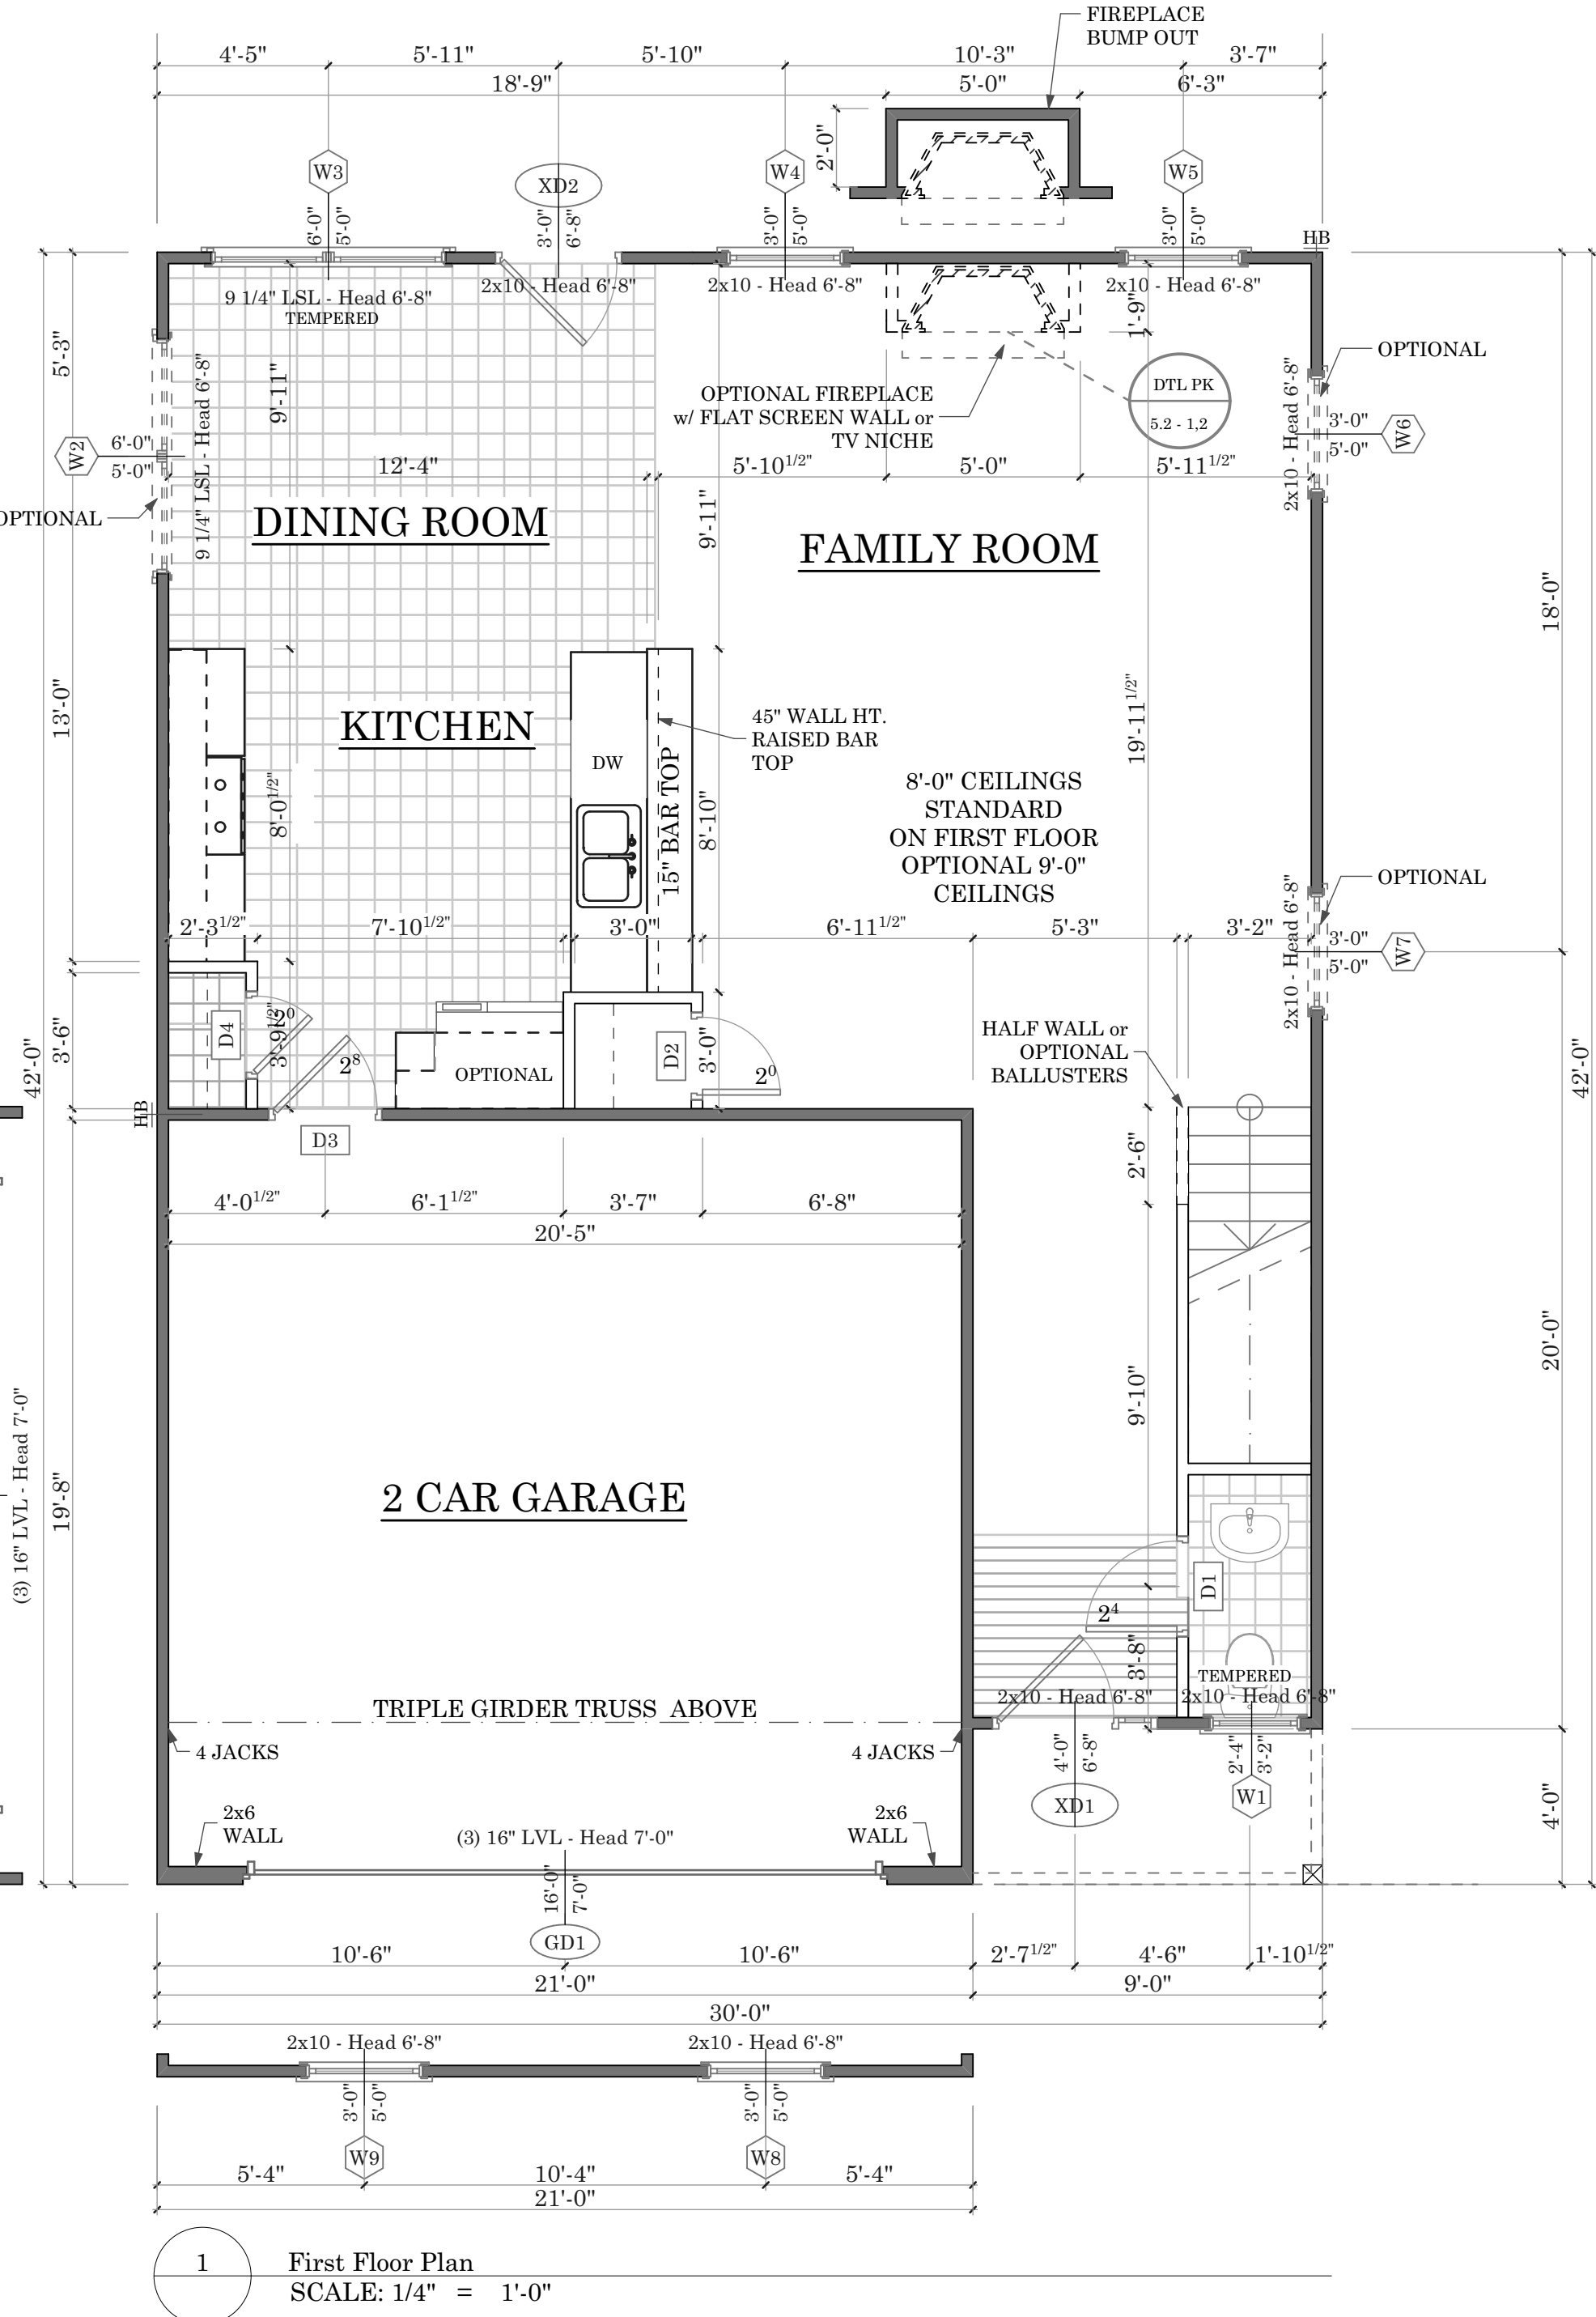 FIREPLACE
BUMP OUT
4'-5" 5'-11" 5'-10" 10'-3" 3'-7"
18'-9" 5'-0" 6'-3"
2'-0"
W3 XD2 W4 W5
6'-0" 5'-0" 3'-0" 6'-8" 3'-0" 5'-0" 3'-0" 5'-0"
HB
9 1/4" LSL - Head 6'-8"
TEMPERED
2x10 - Head 6'-8"
2x10 - Head 6'-8"
2x10 - Head 6'-8"
1'-9"
5'-3"
9 1/4" LSL - Head 6'-8"
9'-11"
OPTIONAL
2x10 - Head 6'-8"
OPTIONAL FIREPLACE
w/ FLAT SCREEN WALL or
TV NICHE
DTL PK
5.2 - 1,2
W2
6'-0"
5'-0"
3'-0"
5'-0"
W6
12'-4" 5'-10 1/2" 5'-0" 5'-11 1/2"
OPTIONAL
DINING ROOM
9'-11"
FAMILY ROOM
18'-0"
13'-0"
KITCHEN
45" WALL HT.
RAISED BAR
TOP
19'-11 1/2"
DW
15" BAR TOP
8'-0 1/2"
8'-10"
8'-0" CEILINGS
STANDARD
ON FIRST FLOOR
OPTIONAL 9'-0"
CEILINGS
OPTIONAL
2'-3 1/2" 7'-10 1/2" 3'-0" 6'-11 1/2" 5'-3" 3'-2"
2x10 - Head 6'-8"
3'-0"
5'-0"
W7
42'-0"
3'-6"
D4
2 0
3'-9 1/2"
2 8
OPTIONAL
D2
3'-0"
2 0
HALF WALL or
OPTIONAL
BALLUSTERS
42'-0"
HB
D3
2'-6"
4'-0 1/2" 6'-1 1/2" 3'-7" 6'-8"
20'-5"
20'-0"
9'-10"
(3) 16" LVL - Head 7'-0"
19'-8"
2 CAR GARAGE
D1
2 4
3'-8"
TEMPERED
2x10 - Head 6'-8"
2x10 - Head 6'-8"
TRIPLE GIRDER TRUSS ABOVE
4 JACKS
4 JACKS
4'-0" 6'-8"
2'-4" 3'-2"
XD1
W1
4'-0"
2x6
WALL
(3) 16" LVL - Head 7'-0"
2x6
WALL
16'-0" 7'-0"
GD1
10'-6" 10'-6" 2'-7 1/2" 4'-6" 1'-10 1/2"
21'-0" 9'-0"
30'-0"
2x10 - Head 6'-8"
2x10 - Head 6'-8"
3'-0" 5'-0"
3'-0" 5'-0"
W9
W8
5'-4" 10'-4" 5'-4"
21'-0"
1
First Floor Plan
SCALE: 1/4" = 1'-0"